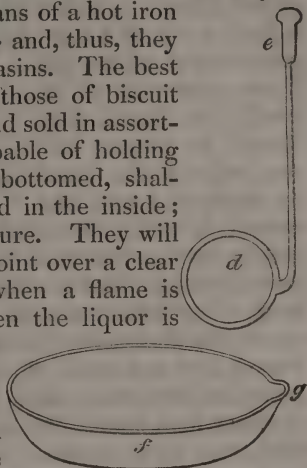 ans of a hot iron
and, thus, they
asins. The best
those of biscuit
d sold in assort-
pable of holding
bottomed, shal-
d in the inside;
ure. They will
oint over a clear
when a flame is
en the liquor is
e
d
g
f